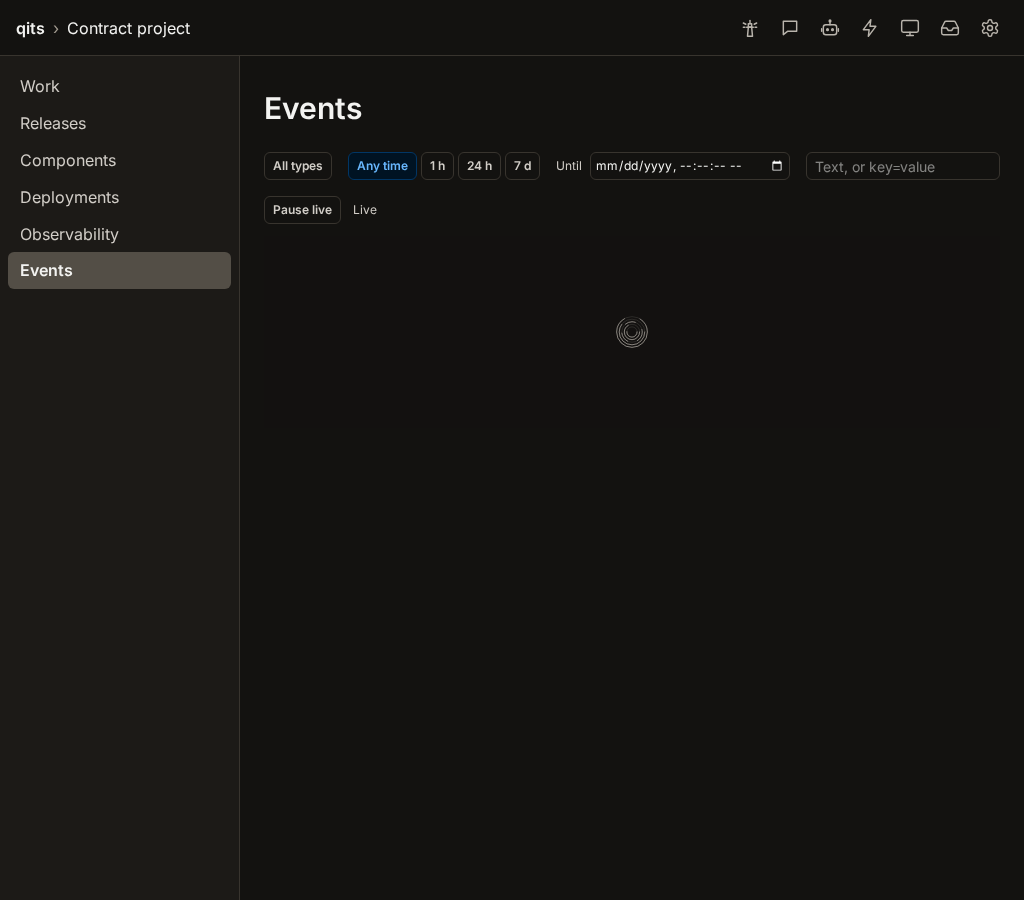 qits › Contract project
Work
Releases
Components
Deployments
Observability
Events
Events
All types Any time 1 h 24 h 7 d Until mm/dd/yyyy, --:--:-- -- Text, or key=value
Pause live Live